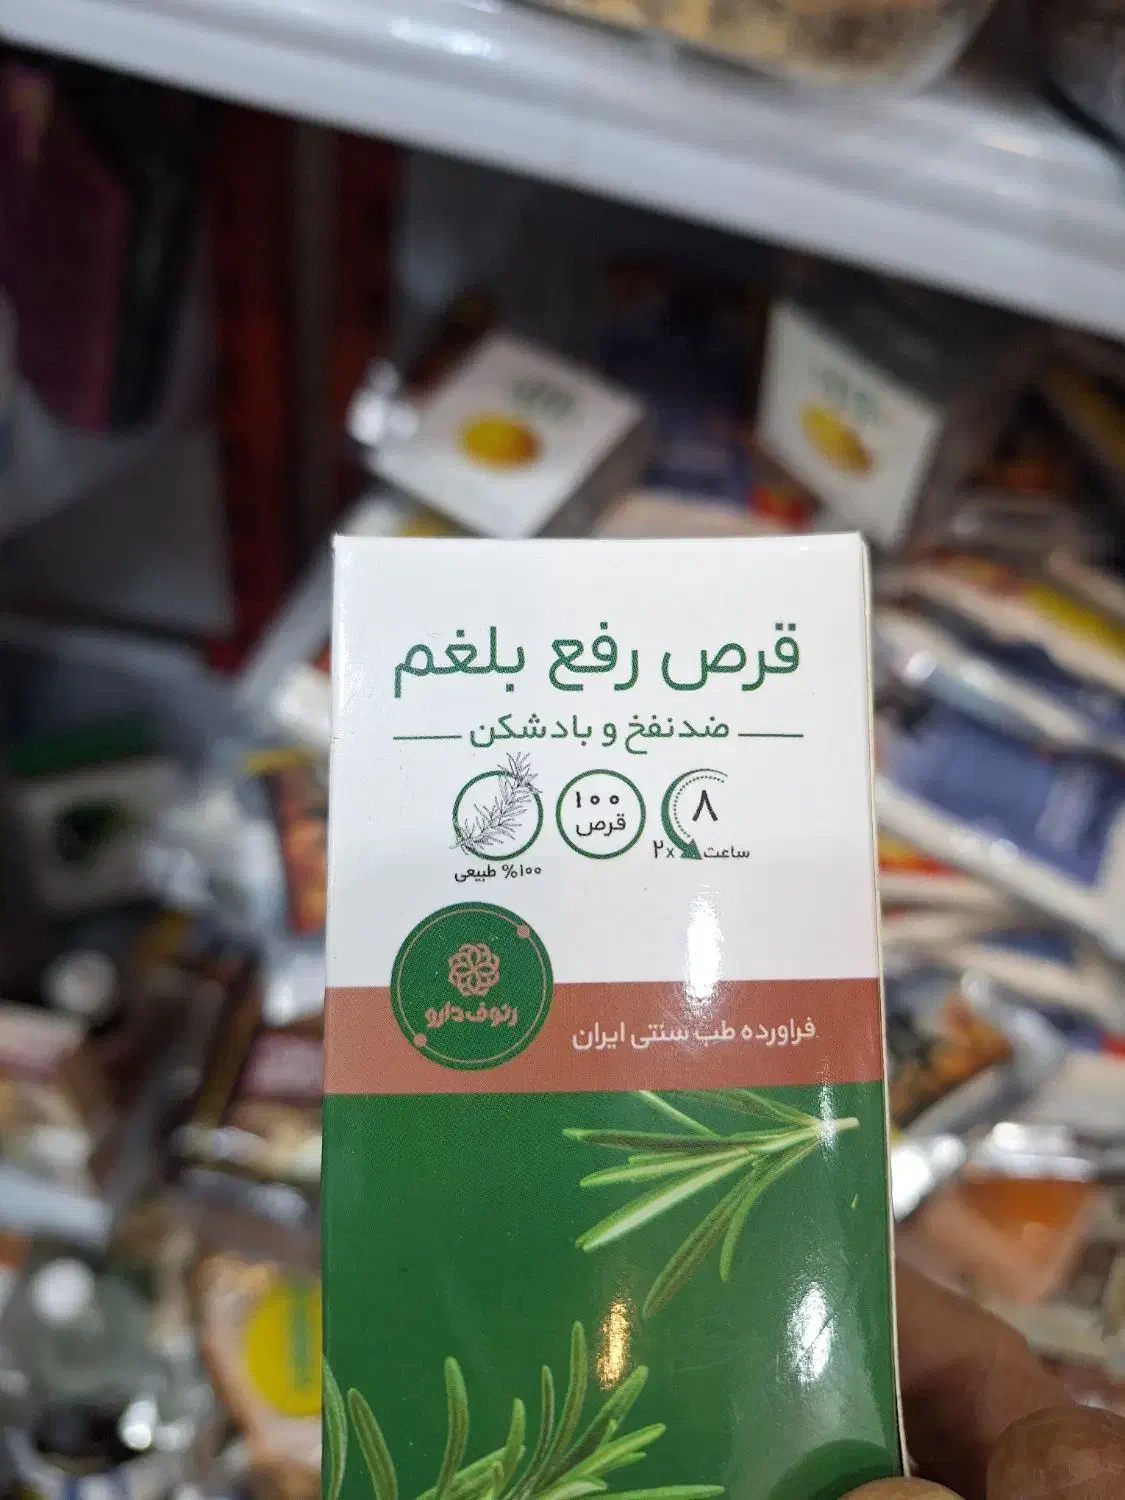 قرص رفع بلغم
ضدنفخ و بادشکن
۸
ساعت ۲x
۱۰۰
قرص
۱۰۰% طبیعی
رئوف دارو
فراورده طب سنتی ایران